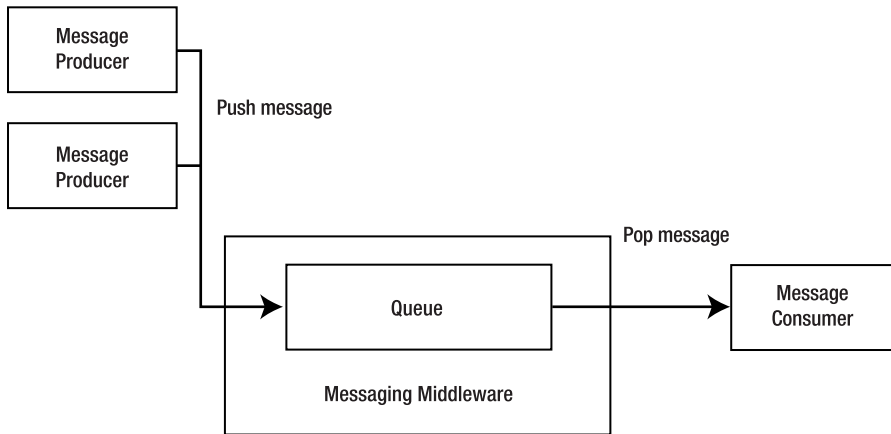 Message
Producer
Push message
Message
Producer
Pop message
Queue
Message
Consumer
Messaging Middleware